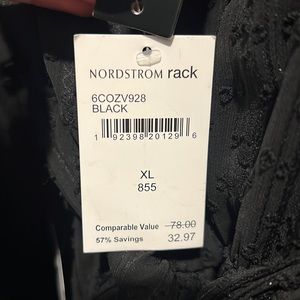 NORDSTROM rack
6COZV928
BLACK
1 92398 20129 6
XL
855
Comparable Value 78.00
57% Savings 32.97